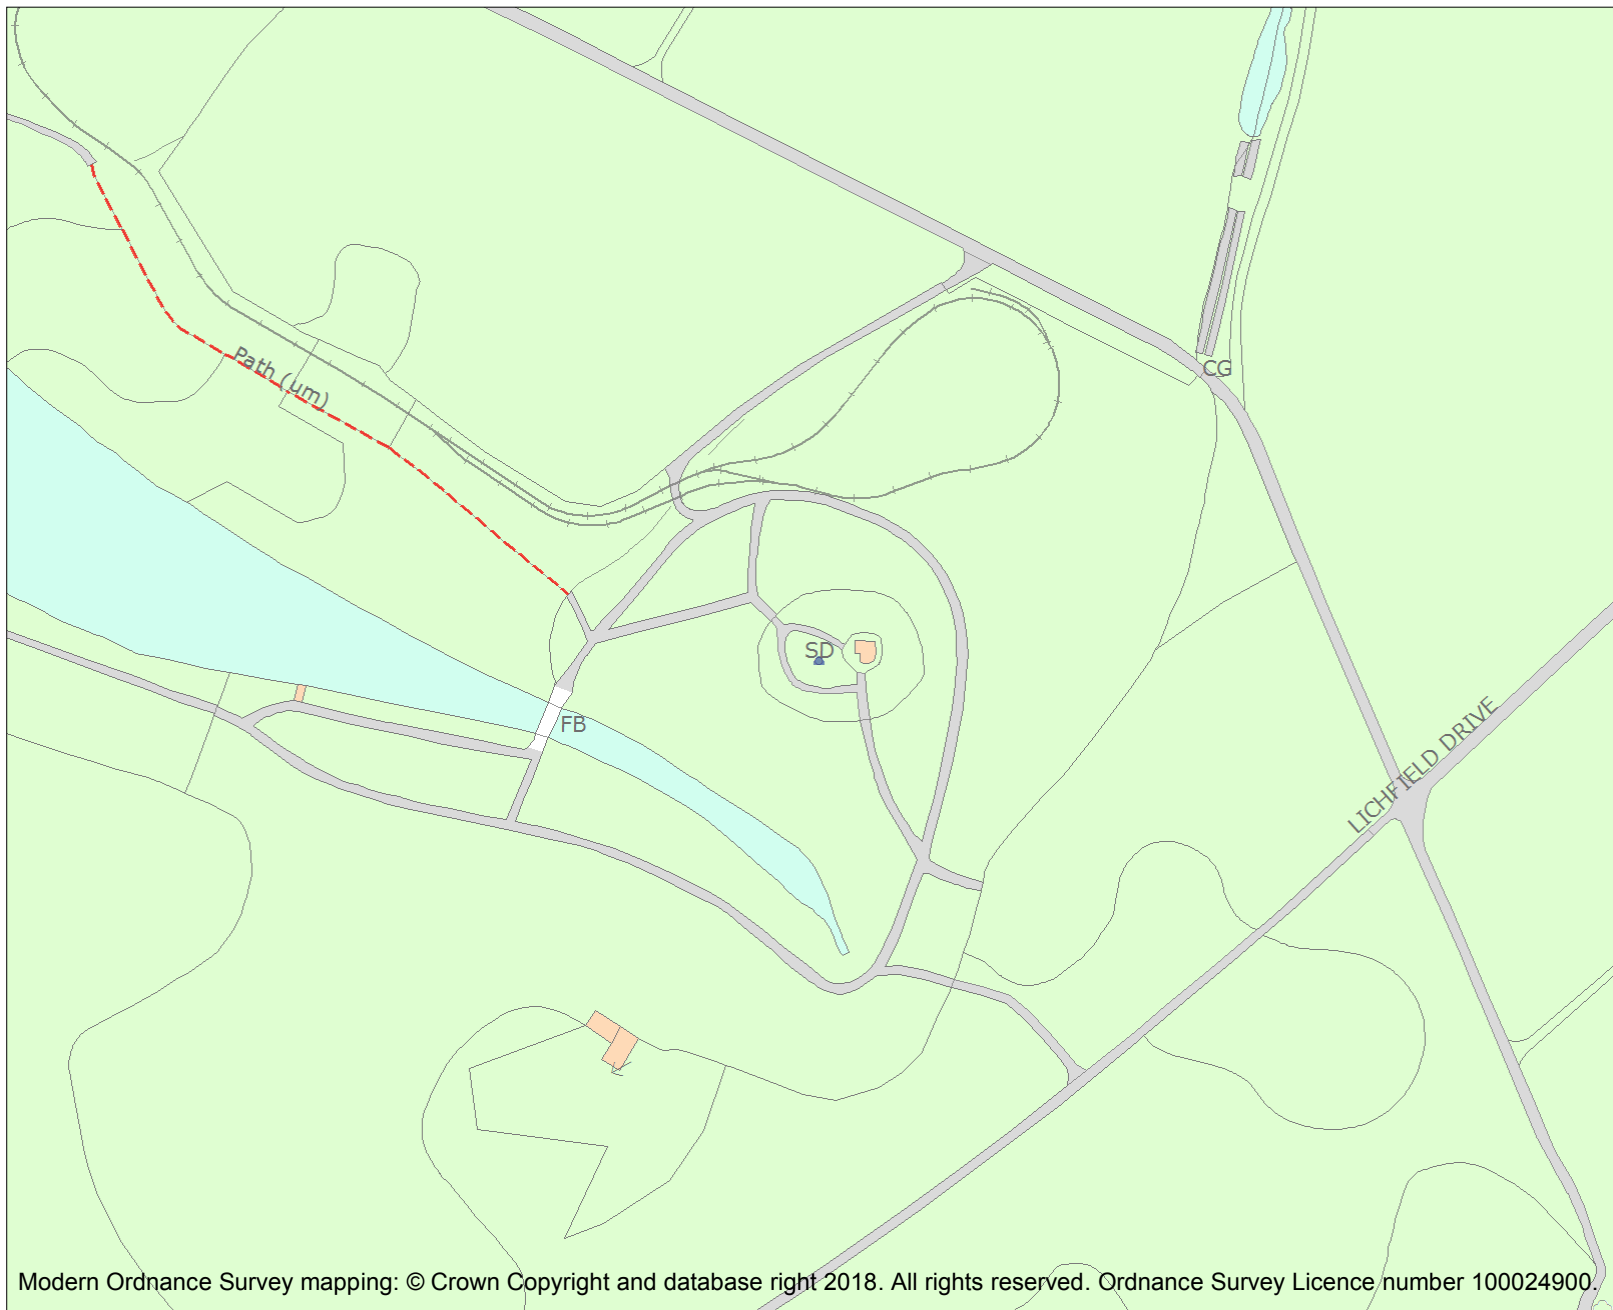 Path (um)
CG
SD
FB
LICHFIELD DRIVE
Modern Ordnance Survey mapping: © Crown Copyright and database right 2018. All rights reserved. Ordnance Survey Licence number 100024900.